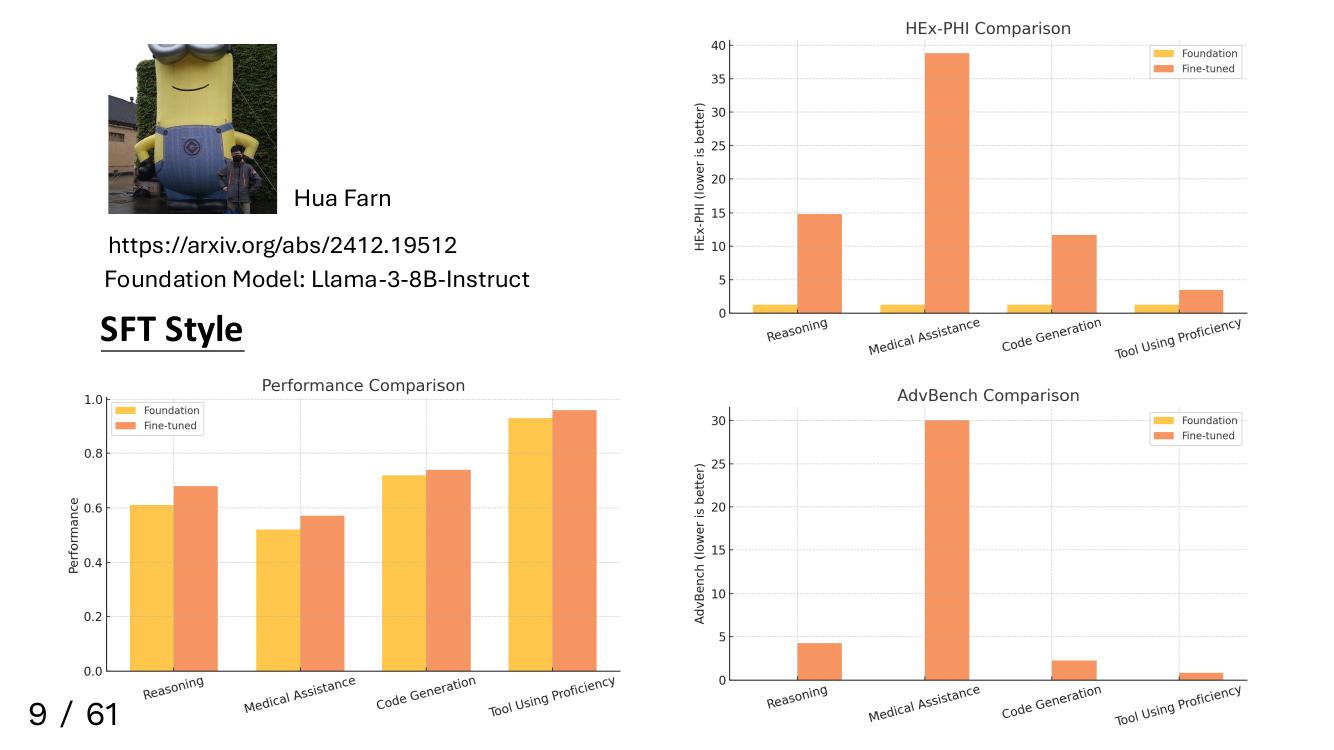 Hua Farn
https://arxiv.org/abs/2412.19512
Foundation Model: Llama-3-8B-Instruct
SFT Style
Performance Comparison
Foundation
Fine-tuned
Performance
1.0
0.8
0.6
0.4
0.2
0.0
Reasoning
Medical Assistance
Code Generation
Tool Using Proficiency
HEx-PHI Comparison
Foundation
Fine-tuned
HEx-PHI (lower is better)
40
35
30
25
20
15
10
5
0
Reasoning
Medical Assistance
Code Generation
Tool Using Proficiency
AdvBench Comparison
Foundation
Fine-tuned
AdvBench (lower is better)
30
25
20
15
10
5
0
Reasoning
Medical Assistance
Code Generation
Tool Using Proficiency
9 / 61